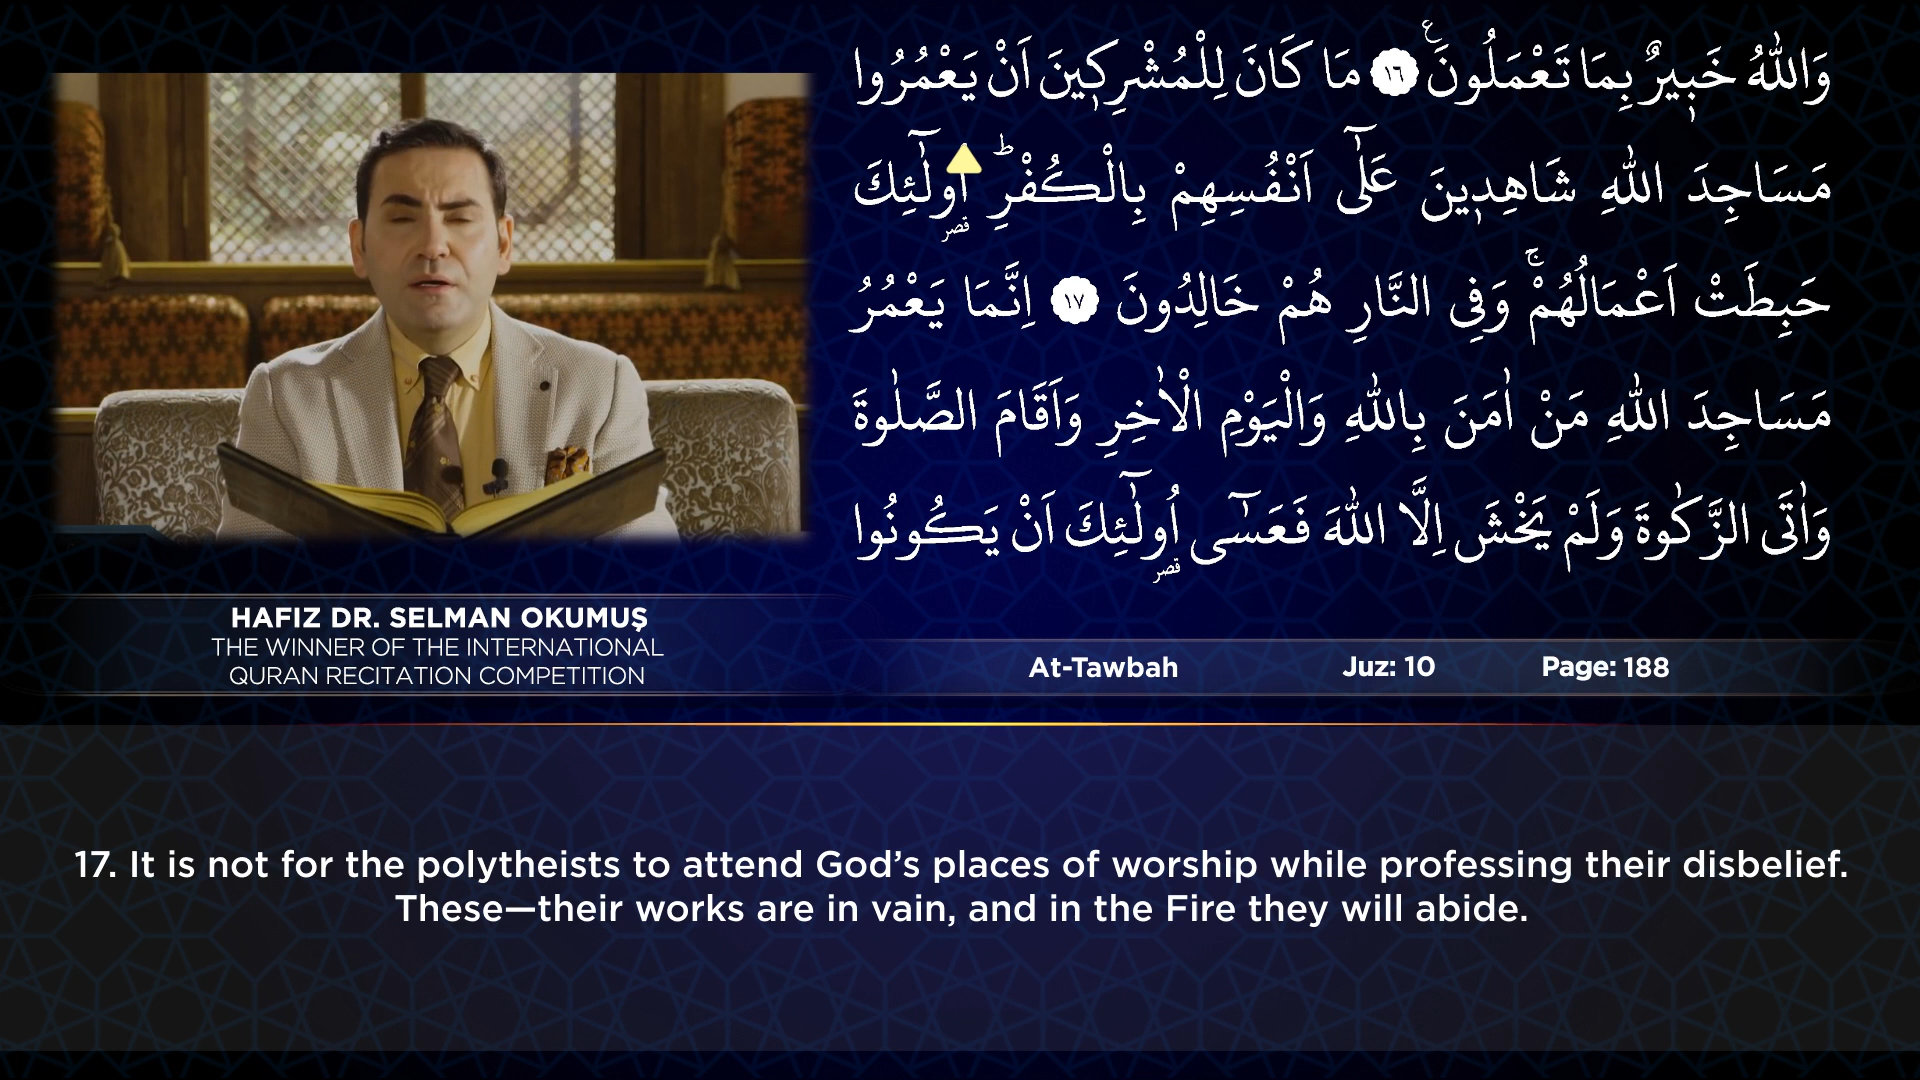 وَاللّٰهُ خَبٖيرٌ بِمَا تَعْمَلُونَ ࣖ ١٦ مَا كَانَ لِلْمُشْرِكٖينَ اَنْ يَعْمُرُوا
مَسَاجِدَ اللّٰهِ شَاهِدٖينَ عَلٰٓى اَنْفُسِهِمْ بِالْكُفْرِؕ اُو۬لٰٓئِكَ
قصر
حَبِطَتْ اَعْمَالُهُمْۚ وَفِى النَّارِ هُمْ خَالِدُونَ ١٧ اِنَّمَا يَعْمُرُ
مَسَاجِدَ اللّٰهِ مَنْ اٰمَنَ بِاللّٰهِ وَالْيَوْمِ الْاٰخِرِ وَاَقَامَ الصَّلٰوةَ
وَاٰتَى الزَّكٰوةَ وَلَمْ يَخْشَ اِلَّا اللّٰهَ فَعَسٰٓى اُو۬لٰٓئِكَ اَنْ يَكُونُوا
قصر
HAFIZ DR. SELMAN OKUMUŞ
THE WINNER OF THE INTERNATIONAL
QURAN RECITATION COMPETITION
At-Tawbah Juz: 10 Page: 188
17. It is not for the polytheists to attend God’s places of worship while professing their disbelief.
These—their works are in vain, and in the Fire they will abide.